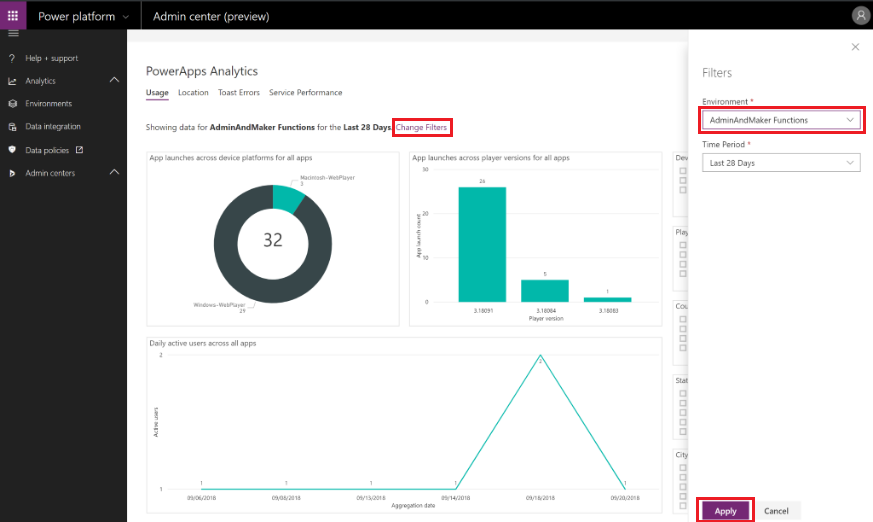 Power platform
Admin center (preview)
Help + support
Analytics
Environments
Data integration
Data policies
Admin centers
PowerApps Analytics
Usage Location Toast Errors Service Performance
Showing data for AdminAndMaker Functions for the Last 28 Days. Change Filters
App launches across device platforms for all apps
Macintosh-WebPlayer
3
32
Windows-WebPlayer
29
App launches across player versions for all apps
App launch count
30
20
10
0
26
5
1
3.18091
3.18084
3.18083
Player version
Daily active users across all apps
Active users
2
1
1
1
1
1
2
1
09/06/2018
09/08/2018
09/13/2018
09/14/2018
09/18/2018
09/20/2018
Aggregation date
Dev
Play
Cou
Stat
City
Filters
Environment *
AdminAndMaker Functions
Time Period *
Last 28 Days
Apply
Cancel